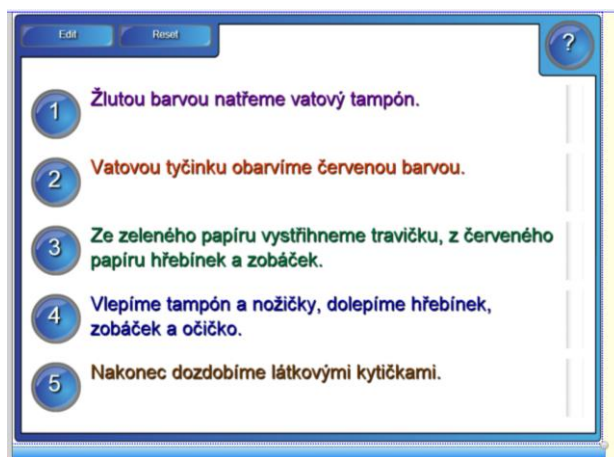 Edit Reset ?
1 Žlutou barvou natřeme vatový tampón.
2 Vatovou tyčinku obarvíme červenou barvou.
3 Ze zeleného papíru vystřihneme travičku, z červeného
papíru hřebínek a zobáček.
4 Vlepíme tampón a nožičky, dolepíme hřebínek,
zobáček a očičko.
5 Nakonec dozdobíme látkovými kytičkami.